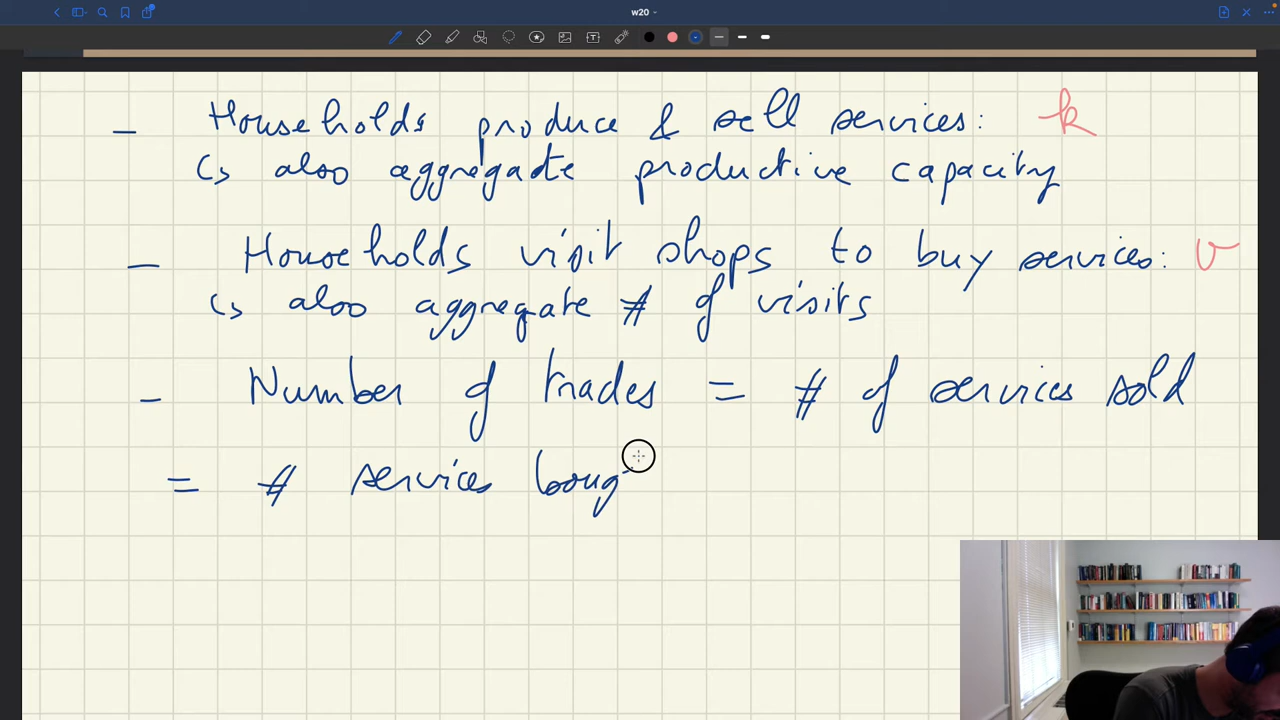 w20
- Households produce & sell services: k
↳ also aggregate productive capacity
- Households visit shops to buy services: v
↳ also aggregate # of visits
- Number of trades = # of services sold
= # services boug